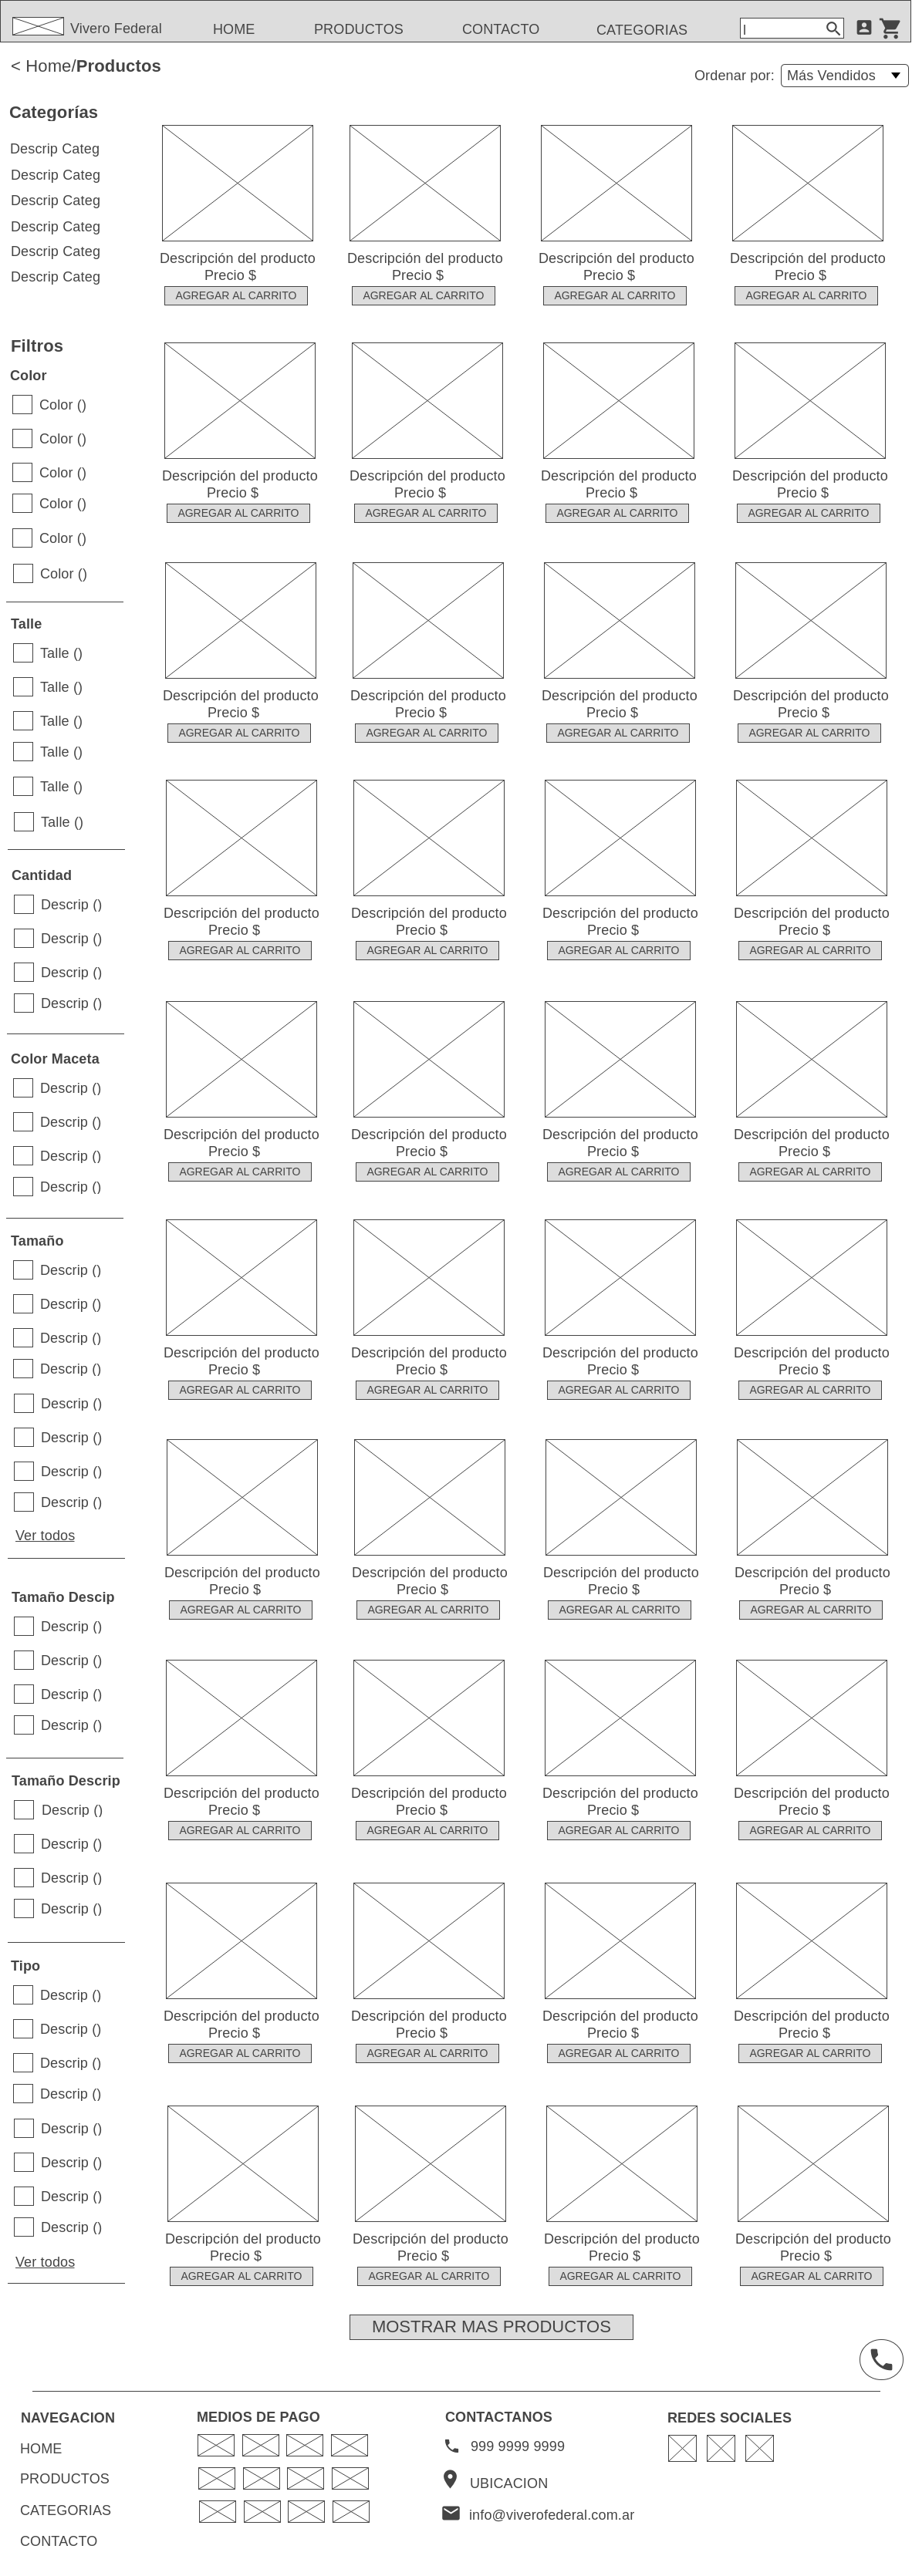 Vivero Federal HOME PRODUCTOS CONTACTO CATEGORIAS
< Home/Productos
Ordenar por: Más Vendidos
Categorías
Descrip Categ
Descrip Categ
Descrip Categ
Descrip Categ
Descrip Categ
Descrip Categ
Filtros
Color
Color ()
Color ()
Color ()
Color ()
Color ()
Color ()
Talle
Talle ()
Talle ()
Talle ()
Talle ()
Talle ()
Talle ()
Cantidad
Descrip ()
Descrip ()
Descrip ()
Descrip ()
Color Maceta
Descrip ()
Descrip ()
Descrip ()
Descrip ()
Tamaño
Descrip ()
Descrip ()
Descrip ()
Descrip ()
Descrip ()
Descrip ()
Descrip ()
Descrip ()
Ver todos
Tamaño Descip
Descrip ()
Descrip ()
Descrip ()
Descrip ()
Tamaño Descrip
Descrip ()
Descrip ()
Descrip ()
Descrip ()
Tipo
Descrip ()
Descrip ()
Descrip ()
Descrip ()
Descrip ()
Descrip ()
Descrip ()
Descrip ()
Ver todos
Descripción del producto Descripción del producto Descripción del producto Descripción del producto
Precio $ Precio $ Precio $ Precio $
AGREGAR AL CARRITO AGREGAR AL CARRITO AGREGAR AL CARRITO AGREGAR AL CARRITO
Descripción del producto Descripción del producto Descripción del producto Descripción del producto
Precio $ Precio $ Precio $ Precio $
AGREGAR AL CARRITO AGREGAR AL CARRITO AGREGAR AL CARRITO AGREGAR AL CARRITO
Descripción del producto Descripción del producto Descripción del producto Descripción del producto
Precio $ Precio $ Precio $ Precio $
AGREGAR AL CARRITO AGREGAR AL CARRITO AGREGAR AL CARRITO AGREGAR AL CARRITO
Descripción del producto Descripción del producto Descripción del producto Descripción del producto
Precio $ Precio $ Precio $ Precio $
AGREGAR AL CARRITO AGREGAR AL CARRITO AGREGAR AL CARRITO AGREGAR AL CARRITO
Descripción del producto Descripción del producto Descripción del producto Descripción del producto
Precio $ Precio $ Precio $ Precio $
AGREGAR AL CARRITO AGREGAR AL CARRITO AGREGAR AL CARRITO AGREGAR AL CARRITO
Descripción del producto Descripción del producto Descripción del producto Descripción del producto
Precio $ Precio $ Precio $ Precio $
AGREGAR AL CARRITO AGREGAR AL CARRITO AGREGAR AL CARRITO AGREGAR AL CARRITO
Descripción del producto Descripción del producto Descripción del producto Descripción del producto
Precio $ Precio $ Precio $ Precio $
AGREGAR AL CARRITO AGREGAR AL CARRITO AGREGAR AL CARRITO AGREGAR AL CARRITO
Descripción del producto Descripción del producto Descripción del producto Descripción del producto
Precio $ Precio $ Precio $ Precio $
AGREGAR AL CARRITO AGREGAR AL CARRITO AGREGAR AL CARRITO AGREGAR AL CARRITO
Descripción del producto Descripción del producto Descripción del producto Descripción del producto
Precio $ Precio $ Precio $ Precio $
AGREGAR AL CARRITO AGREGAR AL CARRITO AGREGAR AL CARRITO AGREGAR AL CARRITO
Descripción del producto Descripción del producto Descripción del producto Descripción del producto
Precio $ Precio $ Precio $ Precio $
AGREGAR AL CARRITO AGREGAR AL CARRITO AGREGAR AL CARRITO AGREGAR AL CARRITO
MOSTRAR MAS PRODUCTOS
NAVEGACION
HOME
PRODUCTOS
CATEGORIAS
CONTACTO
MEDIOS DE PAGO
CONTACTANOS
999 9999 9999
UBICACION
info@viverofederal.com.ar
REDES SOCIALES